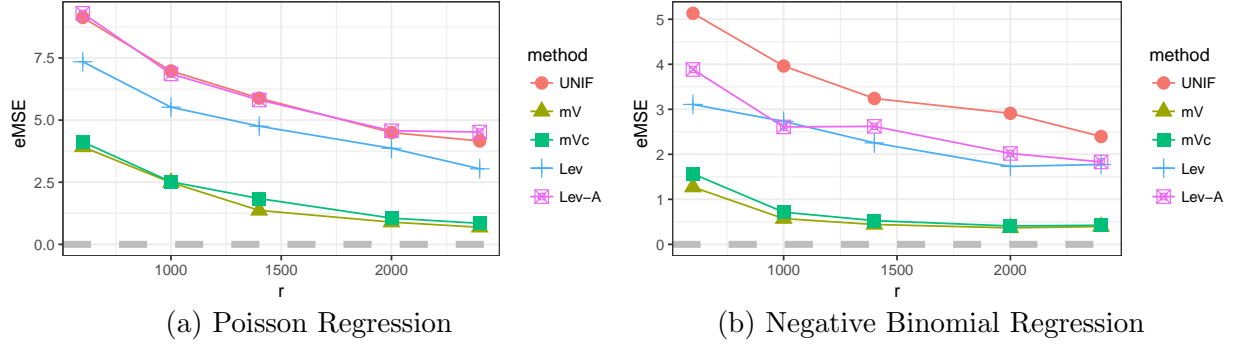 7.5
5.0
2.5
0.0
eMSE
1000
1500
2000
r
method
UNIF
mV
mVc
Lev
Lev-A
(a) Poisson Regression
5
4
3
2
1
0
eMSE
1000
1500
2000
r
method
UNIF
mV
mVc
Lev
Lev-A
(b) Negative Binomial Regression